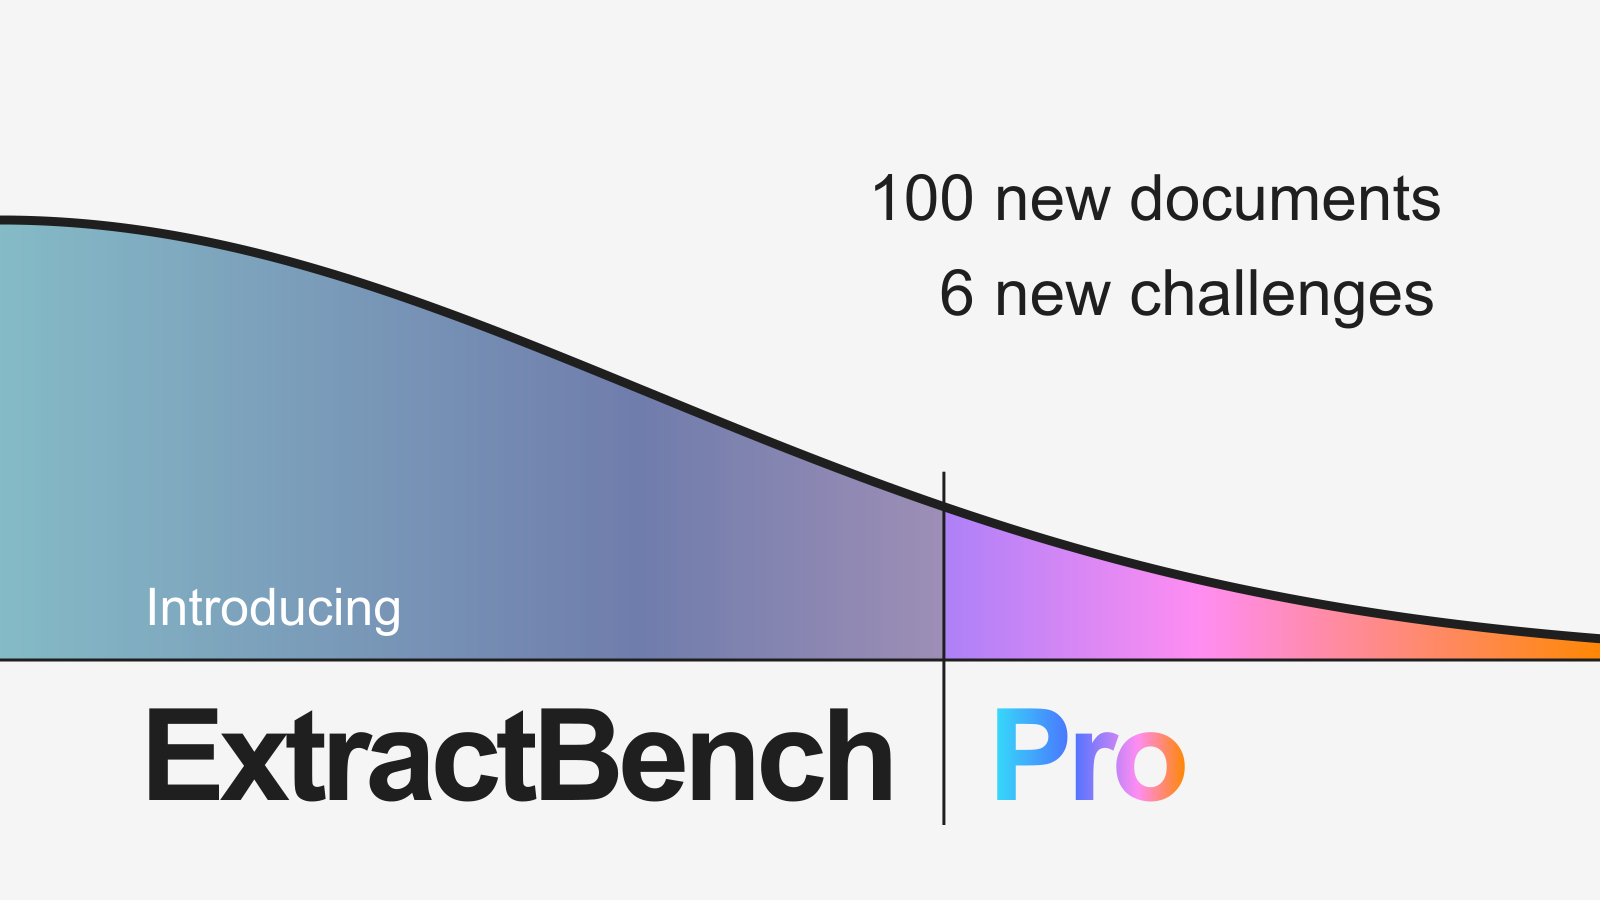 100 new documents
6 new challenges
Introducing
ExtractBench Pro